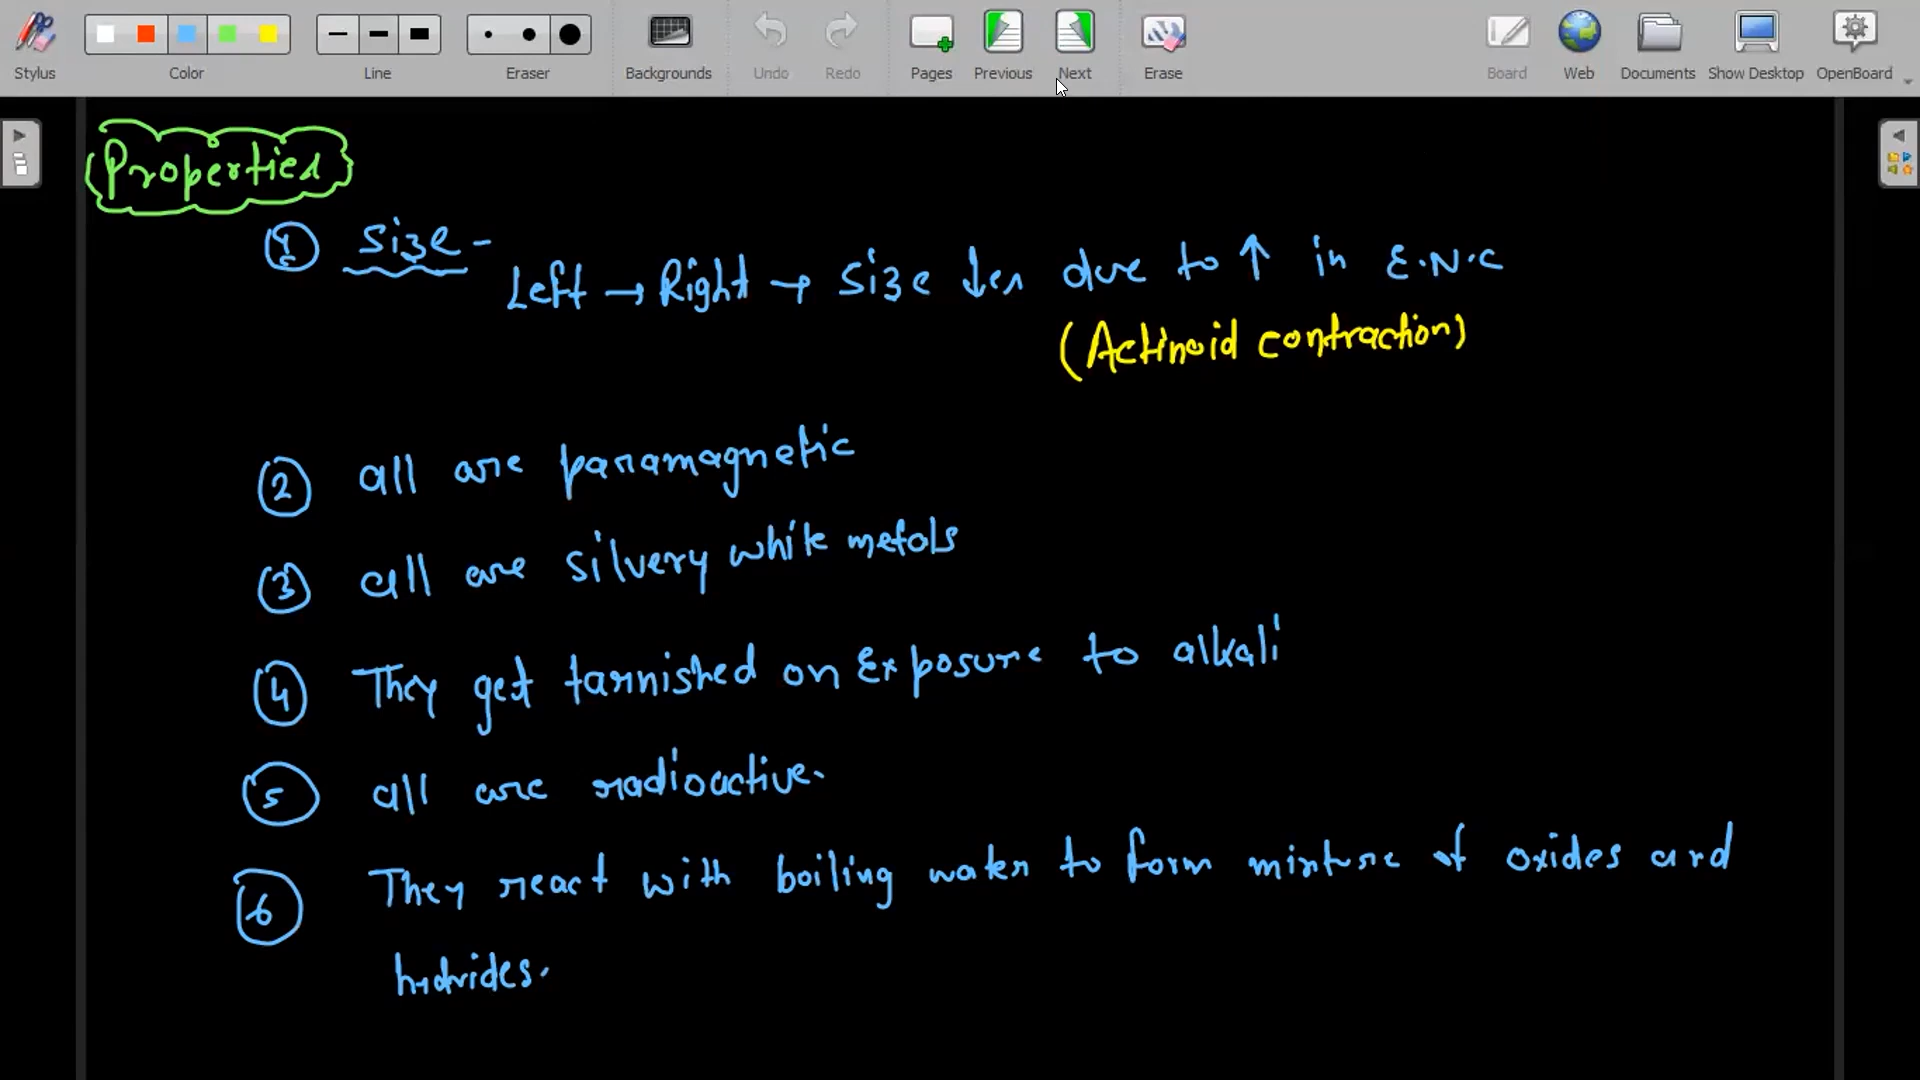 Stylus Color Line Eraser Backgrounds Undo Redo Pages Previous Next Erase Board Web Documents Show Desktop OpenBoard
Properties
① Size -
Left → Right → Size ↓es due to ↑ in E.N.C
(Actinoid contraction)
② all are paramagnetic
③ all are silvery white metals
④ They get tarnished on Exposure to alkali
⑤ all are radioactive.
⑥ They react with boiling water to form mixture of oxides and
hydrides.